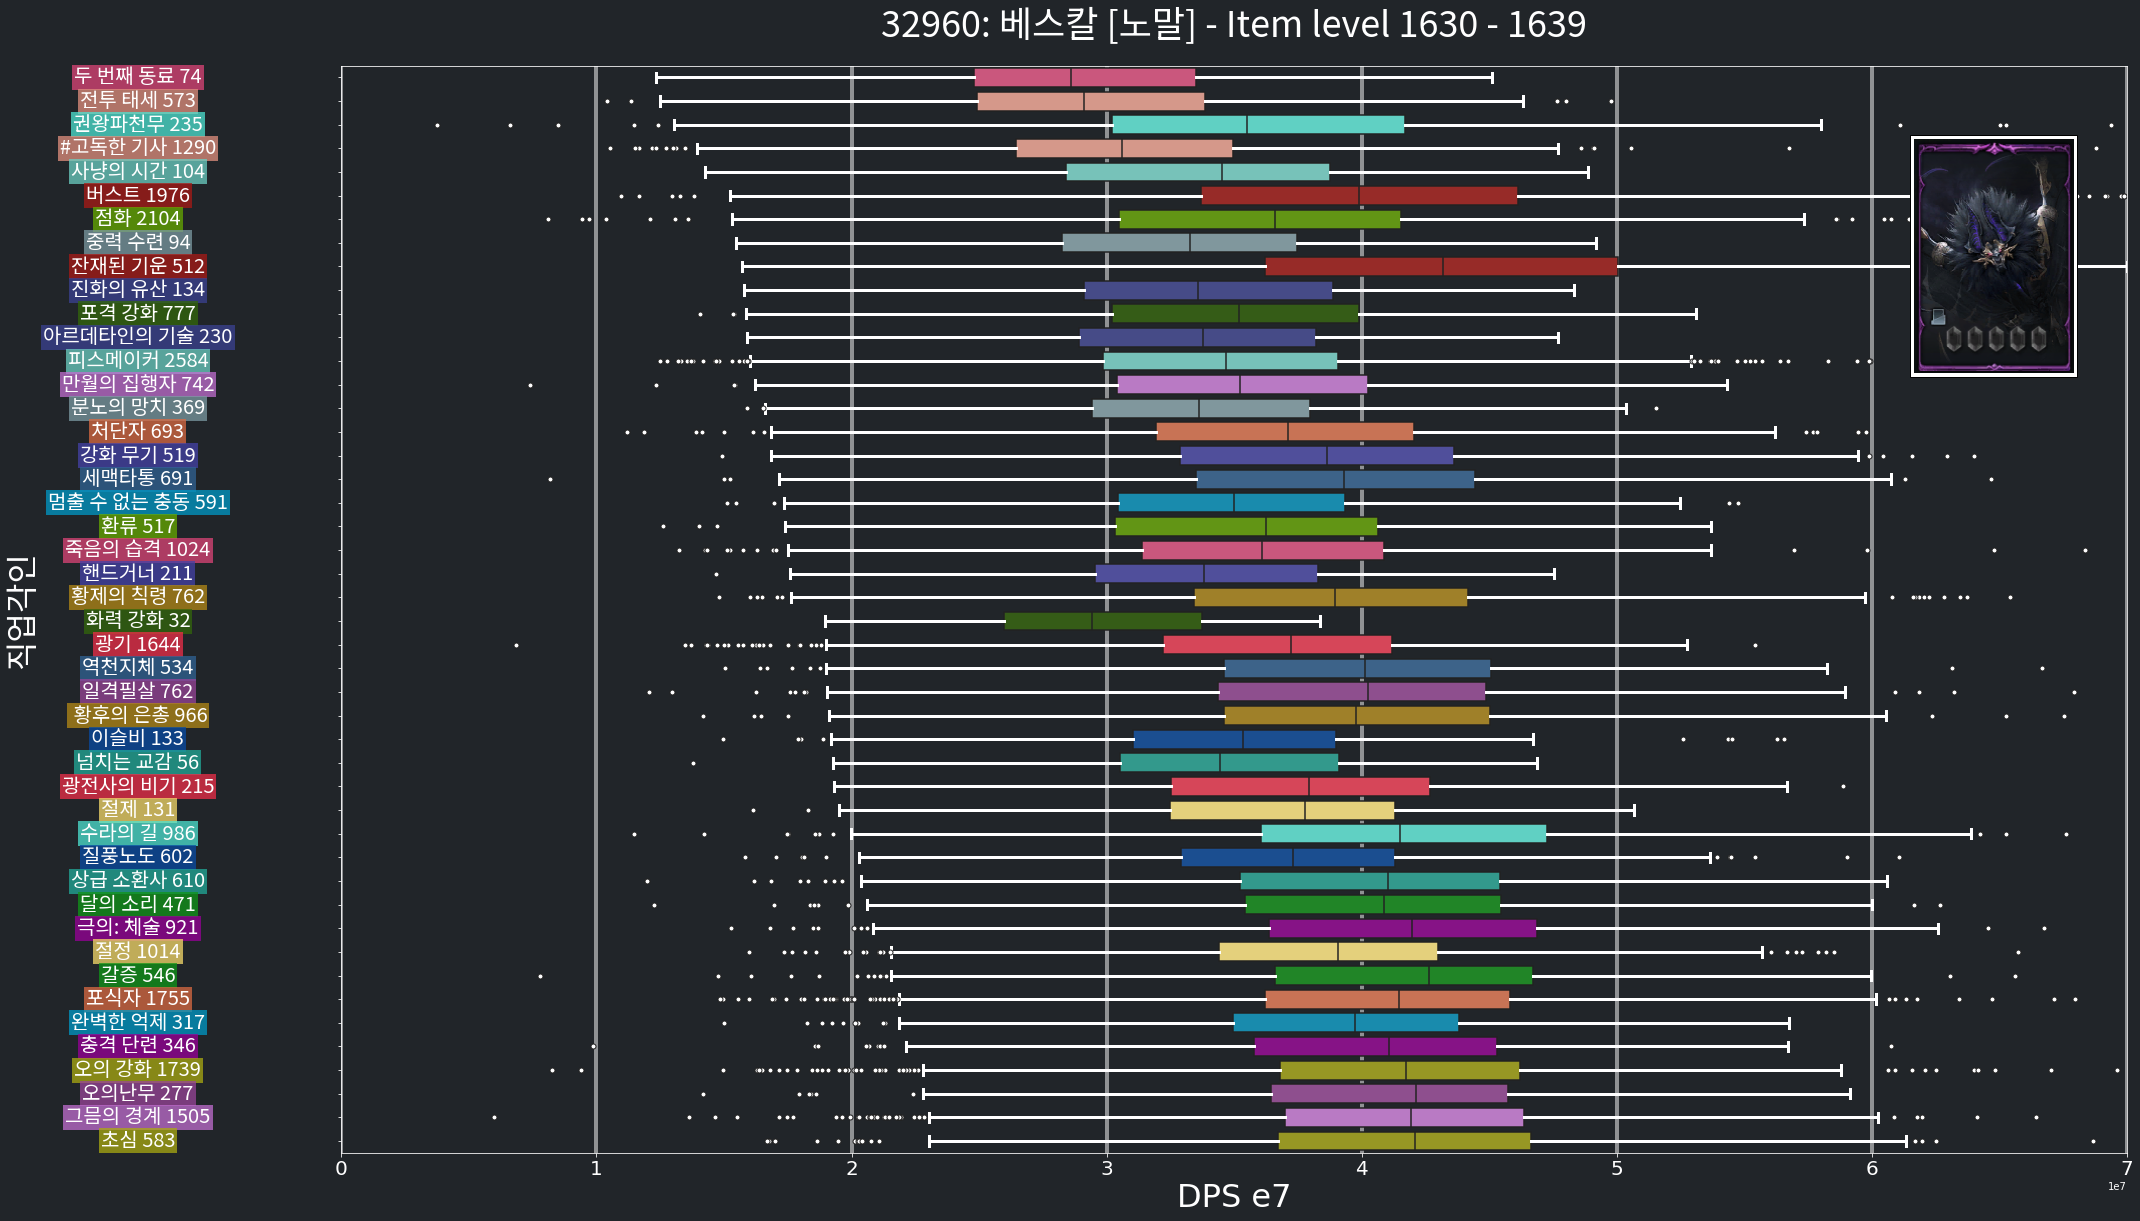 32960: 베스칼 [노말] - Item level 1630 - 1639
두 번째 동료 74
전투 태세 573
권왕파천무 235
#고독한 기사 1290
사냥의 시간 104
버스트 1976
점화 2104
중력 수련 94
잔재된 기운 512
진화의 유산 134
포격 강화 777
아르데타인의 기술 230
피스메이커 2584
만월의 집행자 742
분노의 망치 369
처단자 693
강화 무기 519
세맥타통 691
멈출 수 없는 충동 591
환류 517
죽음의 습격 1024
핸드거너 211
황제의 칙령 762
화력 강화 32
광기 1644
역천지체 534
일격필살 762
황후의 은총 966
이슬비 133
넘치는 교감 56
광전사의 비기 215
절제 131
수라의 길 986
질풍노도 602
상급 소환사 610
달의 소리 471
극의: 체술 921
절정 1014
갈증 546
포식자 1755
완벽한 억제 317
충격 단련 346
오의 강화 1739
오의난무 277
그믐의 경계 1505
초심 583
직업각인
0 1 2 3 4 5 6 7
1e7
DPS e7